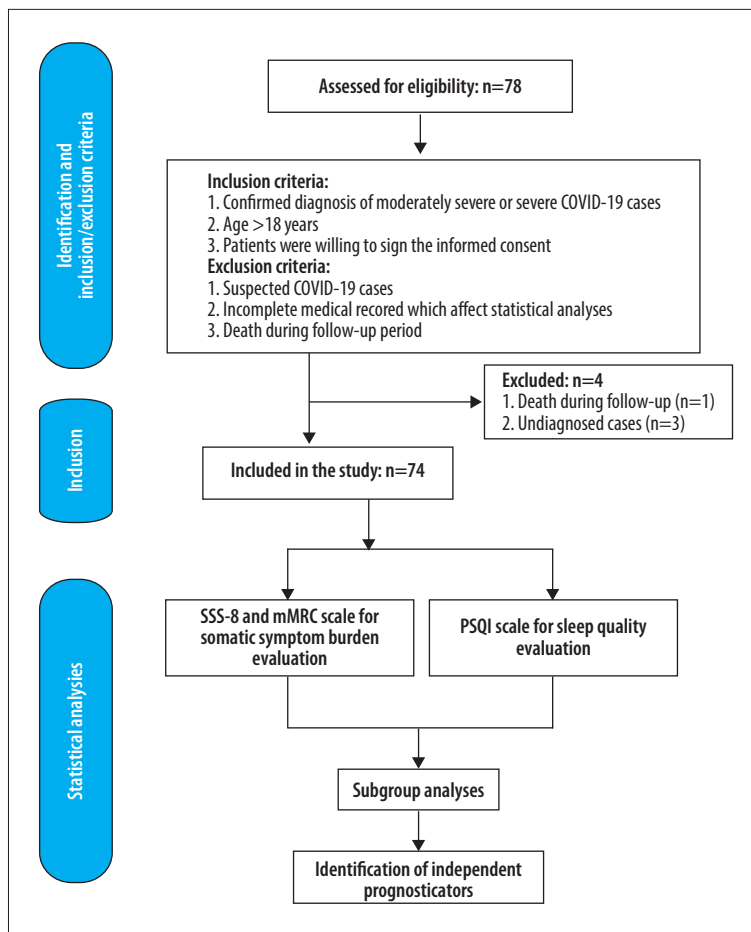 Identification and
inclusion/exclusion criteria
Assessed for eligibility: n=78
Inclusion criteria:
1. Confirmed diagnosis of moderately severe or severe COVID-19 cases
2. Age >18 years
3. Patients were willing to sign the informed consent
Exclusion criteria:
1. Suspected COVID-19 cases
2. Incomplete medical recored which affect statistical analyses
3. Death during follow-up period
Excluded: n=4
1. Death during follow-up (n=1)
2. Undiagnosed cases (n=3)
Inclusion
Included in the study: n=74
Statistical analyses
SSS-8 and mMRC scale for
somatic symptom burden
evaluation
PSQI scale for sleep quality
evaluation
Subgroup analyses
Identification of independent
prognosticators